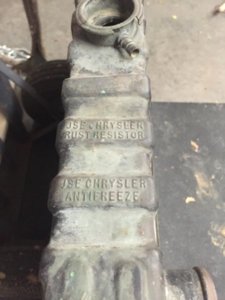 USE CHRYSLER
RUST RESISTOR
USE CHRYSLER
ANTIFREEZE